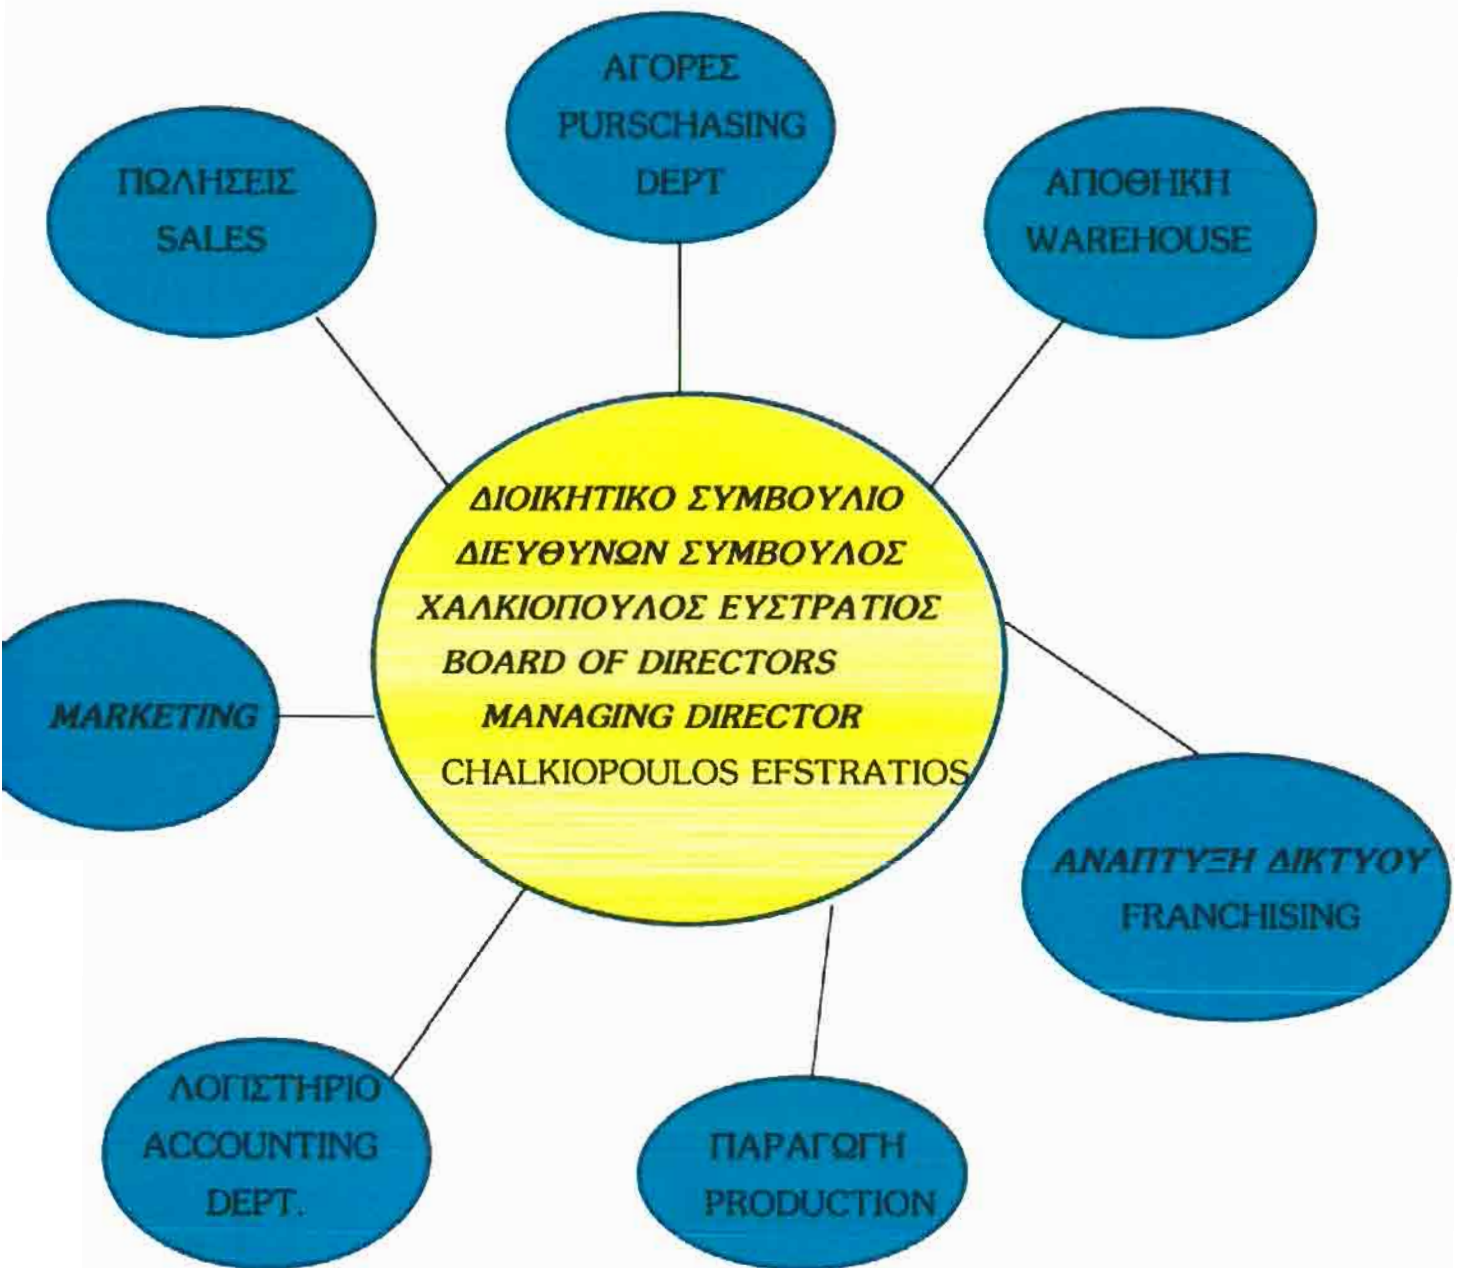 ΑΓΟΡΕΣ
PURSCHASING
DEPT
ΠΩΛΗΣΕΙΣ
SALES
ΑΠΟΘΗΚΗ
WAREHOUSE
ΔΙΟΙΚΗΤΙΚΟ ΣΥΜΒΟΥΛΙΟ
ΔΙΕΥΘΥΝΩΝ ΣΥΜΒΟΥΛΟΣ
ΧΑΛΚΙΟΠΟΥΛΟΣ ΕΥΣΤΡΑΤΙΟΣ
BOARD OF DIRECTORS
MANAGING DIRECTOR
CHALKIOPOULOS EFSTRATIOS
MARKETING
ΑΝΑΠΤΥΞΗ ΔΙΚΤΥΟΥ
FRANCHISING
ΛΟΓΙΣΤΗΡΙΟ
ACCOUNTING
DEPT.
ΠΑΡΑΓΩΓΗ
PRODUCTION